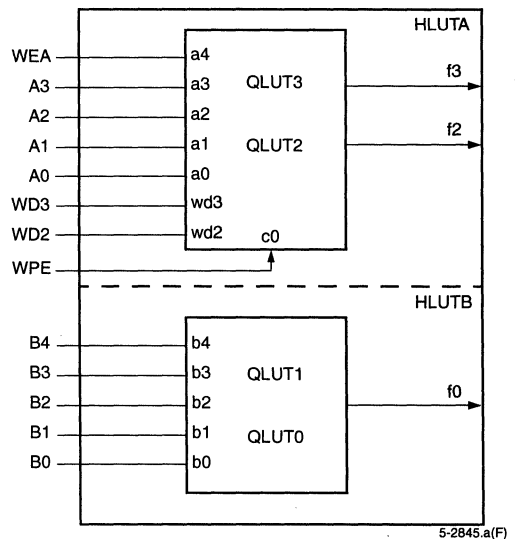 HLUTA
WEA a4
A3 a3 QLUT3 f3
A2 a2
A1 a1 QLUT2 f2
A0 a0
WD3 wd3
WD2 wd2 c0
WPE
HLUTB
B4 b4
B3 b3 QLUT1
B2 b2 f0
B1 b1 QLUT0
B0 b0
5-2845.a(F)